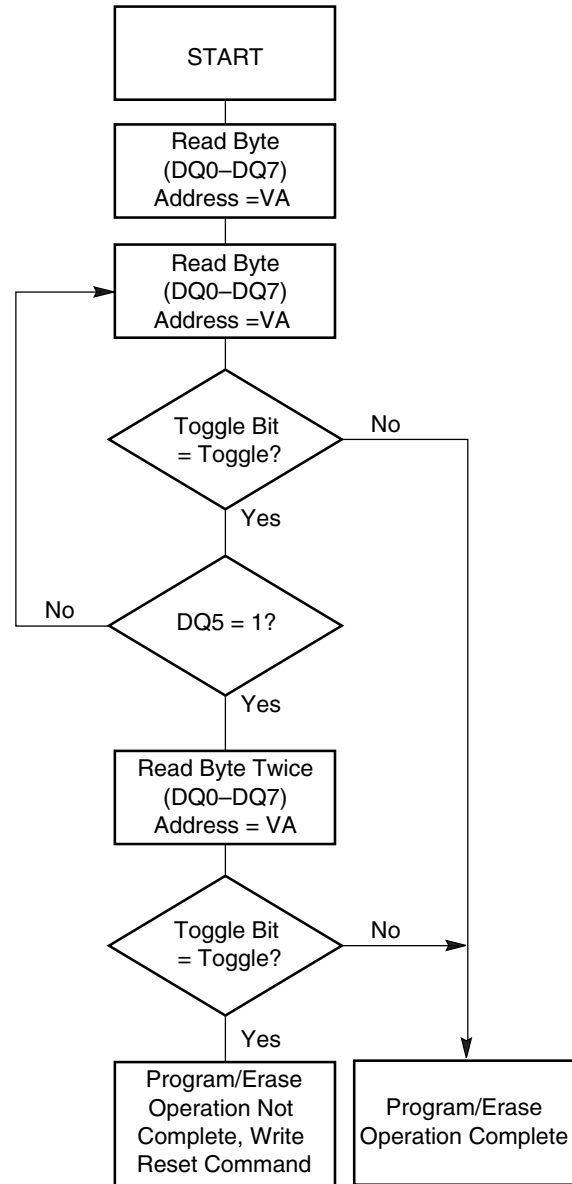 START
Read Byte
(DQ0–DQ7)
Address =VA
Read Byte
(DQ0–DQ7)
Address =VA
Toggle Bit
= Toggle?
No
Yes
DQ5 = 1?
No
Yes
Read Byte Twice
(DQ0–DQ7)
Address = VA
Toggle Bit
= Toggle?
No
Yes
Program/Erase
Operation Not
Complete, Write
Reset Command
Program/Erase
Operation Complete